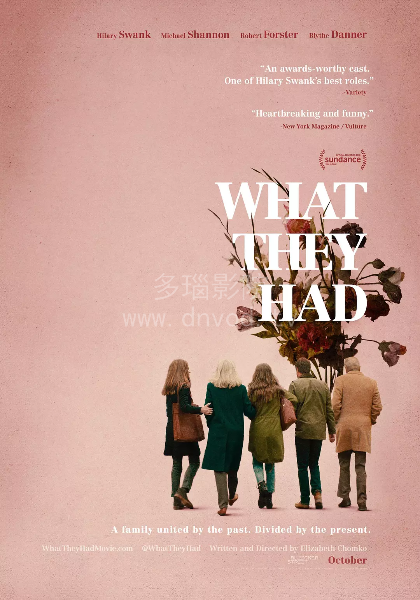 Hilary Swank Michael Shannon Robert Forster Blythe Danner
"An awards-worthy cast.
One of Hilary Swank's best roles."
-Variety
"Heartbreaking and funny."
-New York Magazine / Vulture
sundance
WHAT
THEY
HAD
多瑙影
www. dnvo
A family united by the past. Divided by the present.
WhatTheyHadMovie.com @WhatTheyHad Written and Directed by Elizabeth Chomko
October